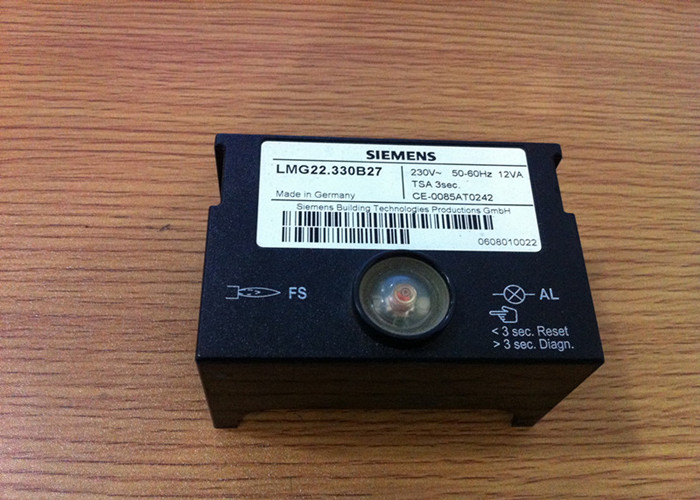 SIEMENS
LMG22.330B27
230V~ 50-60Hz 12VA
TSA 3sec.
Made in Germany
CE-0085AT0242
Siemens Building Technologies Productions GmbH
0608010022
FS
AL
< 3 sec. Reset
> 3 sec. Diagn.